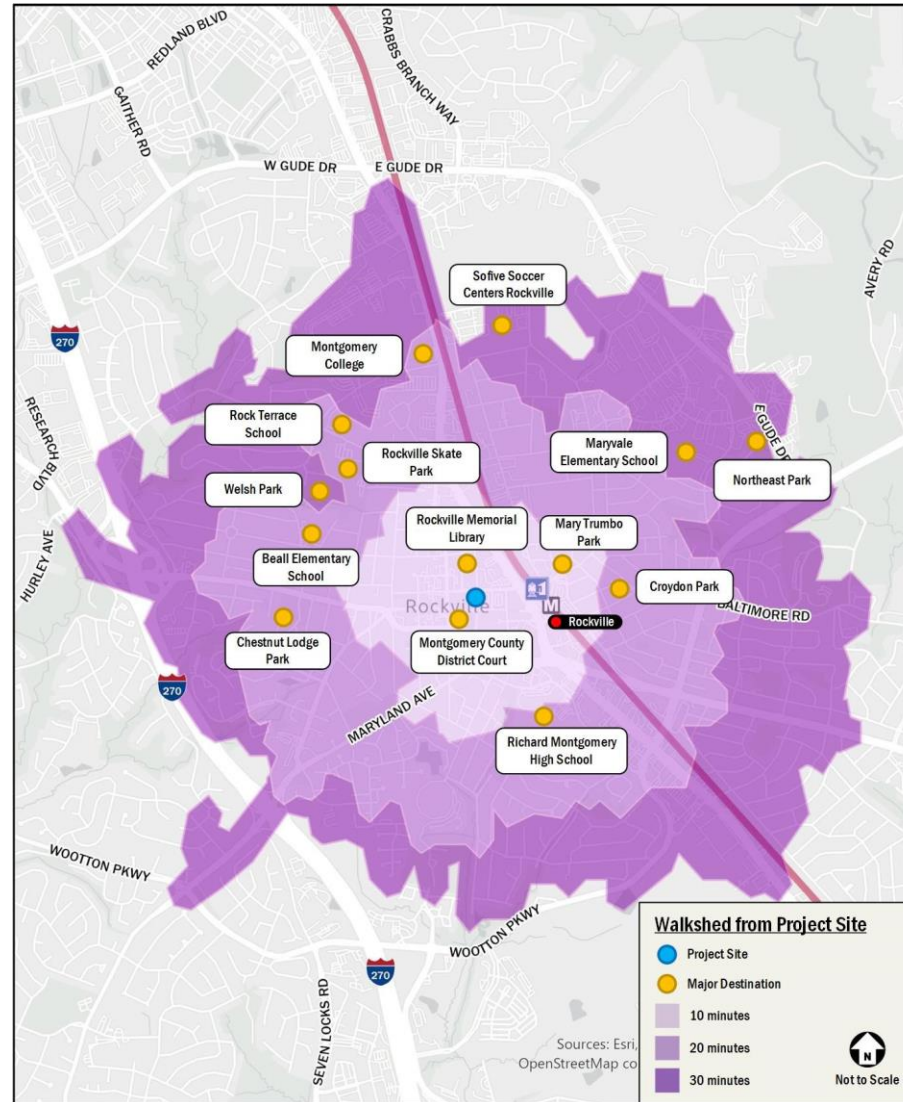 REDLAND BLVD
CRABBS BRANCH WAY
GAITHER RD
W GUDE DR
E GUDE DR
AVERY RD
Sofive Soccer
Centers Rockville
270
Montgomery
College
RESEARCH BLVD
Rock Terrace
School
E GUDE DR
Maryvale
Elementary School
Rockville Skate
Park
Northeast Park
Welsh Park
HURLEY AVE
Rockville Memorial
Library
Mary Trumbo
Park
Beall Elementary
School
Croydon Park
BALTIMORE RD
Rockville
M
Rockville
Chestnut Lodge
Park
Montgomery County
District Court
270
MARYLAND AVE
Richard Montgomery
High School
WOOTTON PKWY
WOOTTON PKWY
270
SEVEN LOCKS RD
Walkshed from Project Site
Project Site
Major Destination
10 minutes
20 minutes
30 minutes
N
Not to Scale
Sources: Esri,
OpenStreetMap co